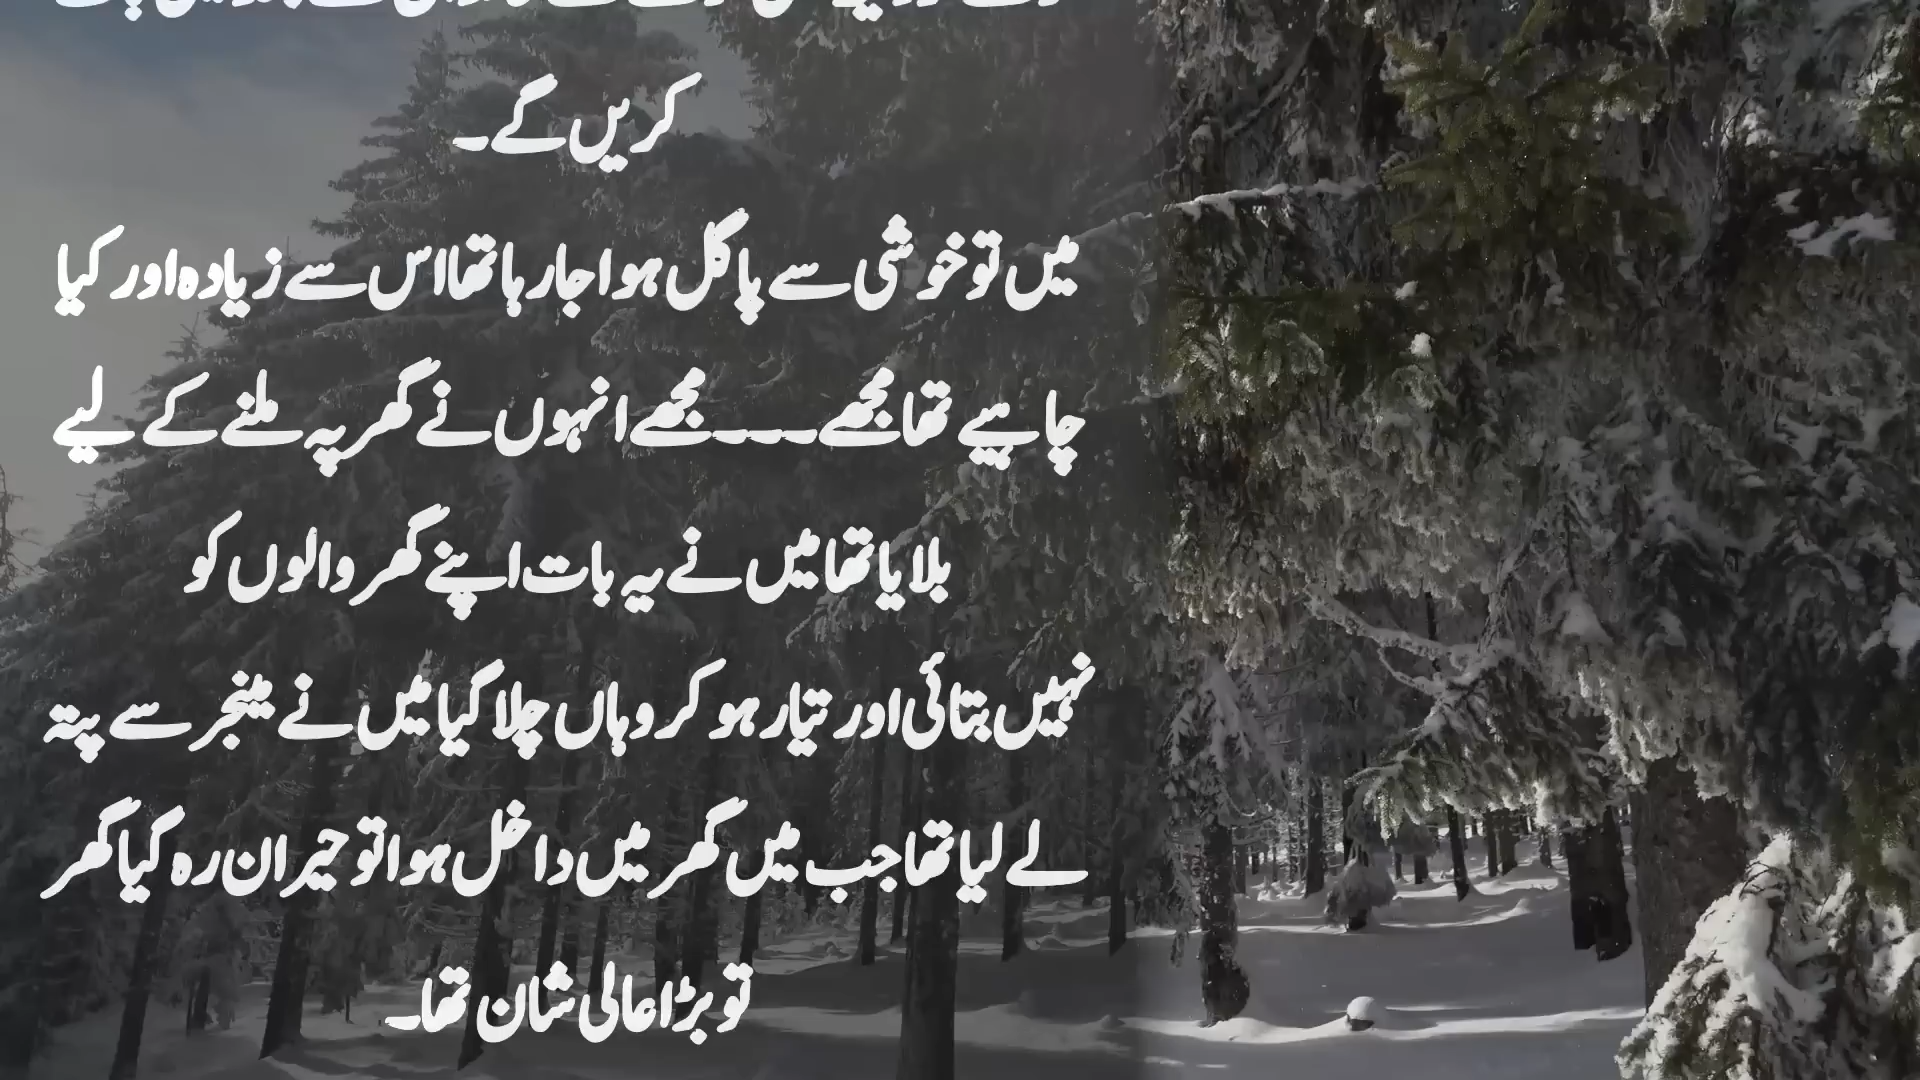 کریں گے۔
میں تو خوشی سے پاگل ہوا جا رہا تھا اس سے زیادہ اور کیا
چاہیے تھا مجھے۔۔۔۔ مجھے انہوں نے گھر پہ ملنے کے لیے
بلایا تھا میں نے یہ بات اپنے گھر والوں کو
نہیں بتائی اور تیار ہو کر وہاں چلا گیا میں نے مینجر سے پتہ
لے لیا تھا جب میں گھر میں داخل ہوا تو حیران رہ گیا گھر
تو بڑا عالی شان تھا۔